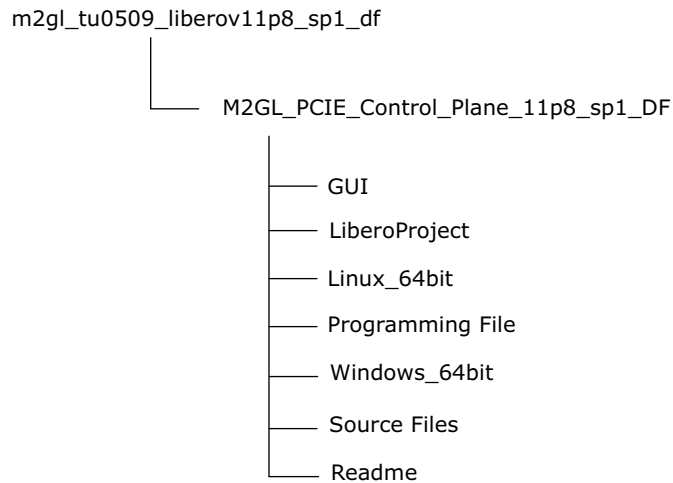 m2gl_tu0509_liberov11p8_sp1_df
M2GL_PCIE_Control_Plane_11p8_sp1_DF
GUI
LiberoProject
Linux_64bit
Programming File
Windows_64bit
Source Files
Readme